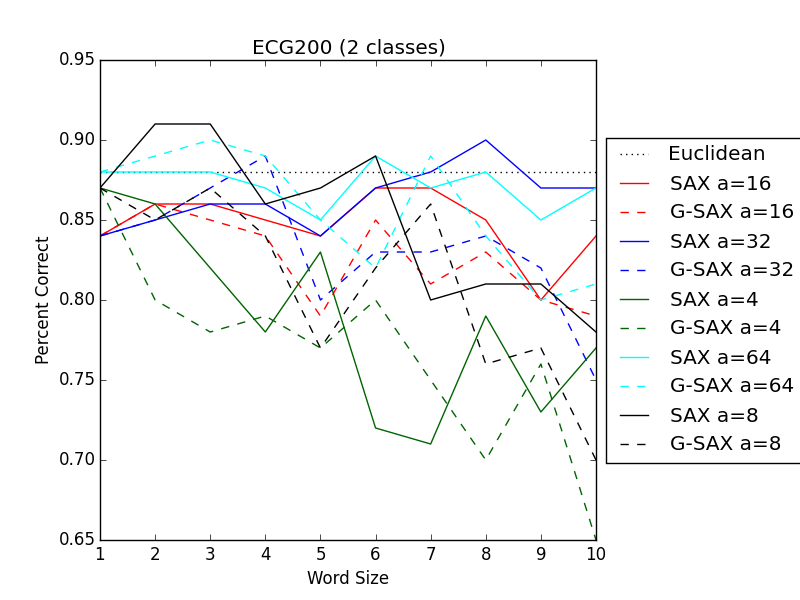 ECG200 (2 classes)
0.95
0.90
0.85
0.80
0.75
0.70
0.65
Percent Correct
1 2 3 4 5 6 7 8 9 10
Word Size
Euclidean
SAX a=16
G-SAX a=16
SAX a=32
G-SAX a=32
SAX a=4
G-SAX a=4
SAX a=64
G-SAX a=64
SAX a=8
G-SAX a=8